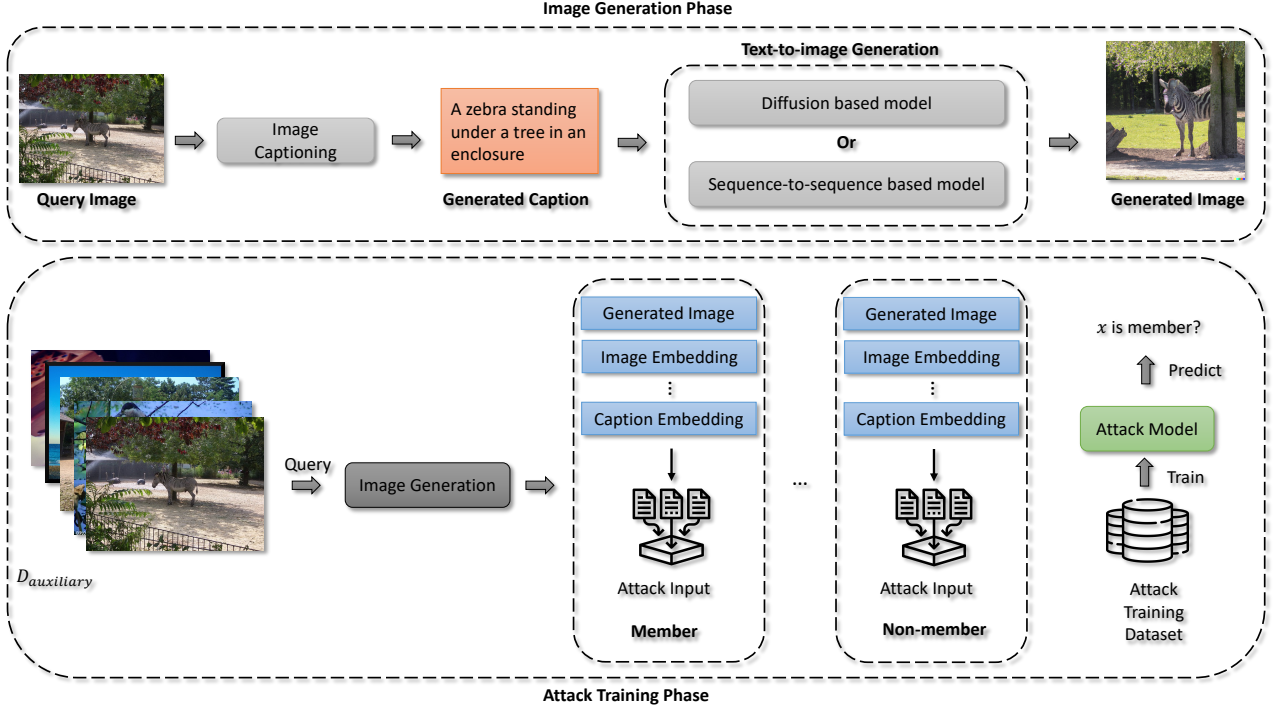 Image Generation Phase
Text-to-image Generation
Query Image
Image
Captioning
A zebra standing
under a tree in an
enclosure
Generated Caption
Diffusion based model
Or
Sequence-to-sequence based model
Generated Image
D_auxiliary
Query
Image Generation
Generated Image
Image Embedding
⋮
Caption Embedding
Attack Input
Member
...
Generated Image
Image Embedding
⋮
Caption Embedding
Attack Input
Non-member
x is member?
Predict
Attack Model
Train
Attack
Training
Dataset
Attack Training Phase